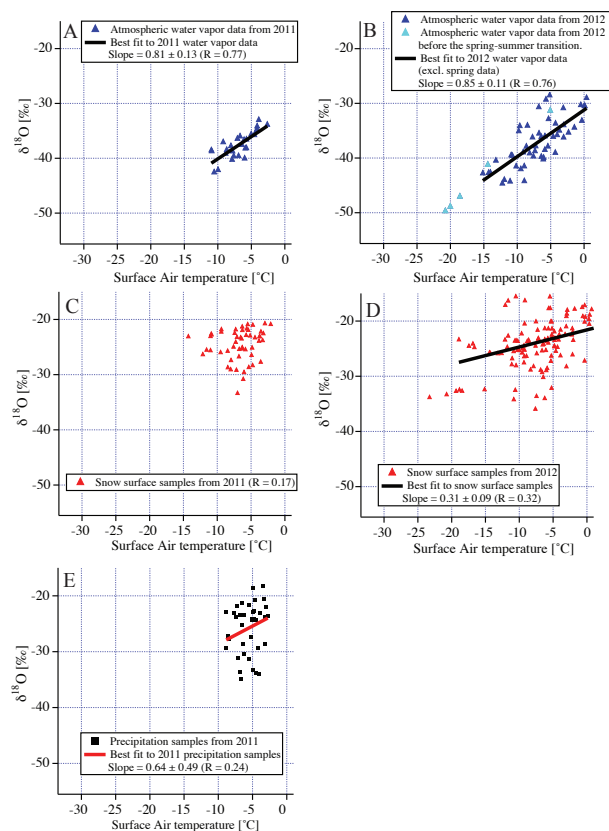 A
Atmospheric water vapor data from 2011
Best fit to 2011 water vapor data
Slope = 0.81 ± 0.13 (R = 0.77)
δ18O [‰]
-20
-30
-40
-50
-30 -25 -20 -15 -10 -5 0
Surface Air temperature [˚C]
B
Atmospheric water vapor data from 2012
Atmospheric water vapor data from 2012
before the spring-summer transition.
Best fit to 2012 water vapor data
(excl. spring data)
Slope = 0.85 ± 0.11 (R = 0.76)
δ18O [‰]
-20
-30
-40
-50
-30 -25 -20 -15 -10 -5 0
Surface Air temperature [˚C]
C
δ18O [‰]
-20
-30
-40
-50
Snow surface samples from 2011 (R = 0.17)
-30 -25 -20 -15 -10 -5 0
Surface Air temperature [˚C]
D
δ18O [‰]
-20
-30
-40
-50
Snow surface samples from 2012
Best fit to snow surface samples
Slope = 0.31 ± 0.09 (R = 0.32)
-30 -25 -20 -15 -10 -5 0
Surface Air temperature [˚C]
E
δ18O [‰]
-20
-30
-40
-50
Precipitation samples from 2011
Best fit to 2011 precipitation samples
Slope = 0.64 ± 0.49 (R = 0.24)
-30 -25 -20 -15 -10 -5 0
Surface Air temperature [˚C]